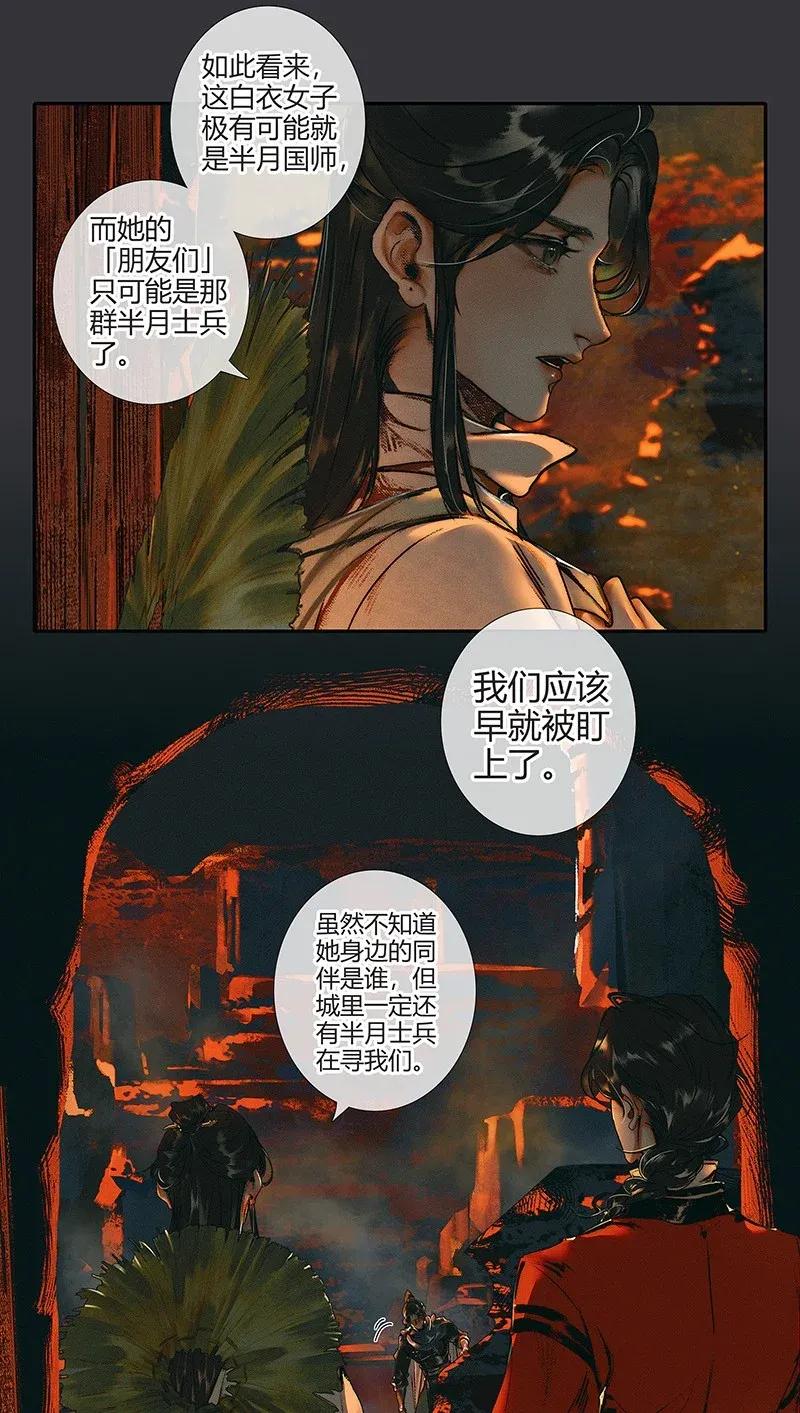 如此看来，
这白衣女子
极有可能就
是半月国师，
而她的
「朋友们」
只可能是那
群半月士兵
了。
我们应该
早就被盯
上了。
虽然不知道
她身边的同
伴是谁，但
城里一定还
有半月士兵
在寻我们。